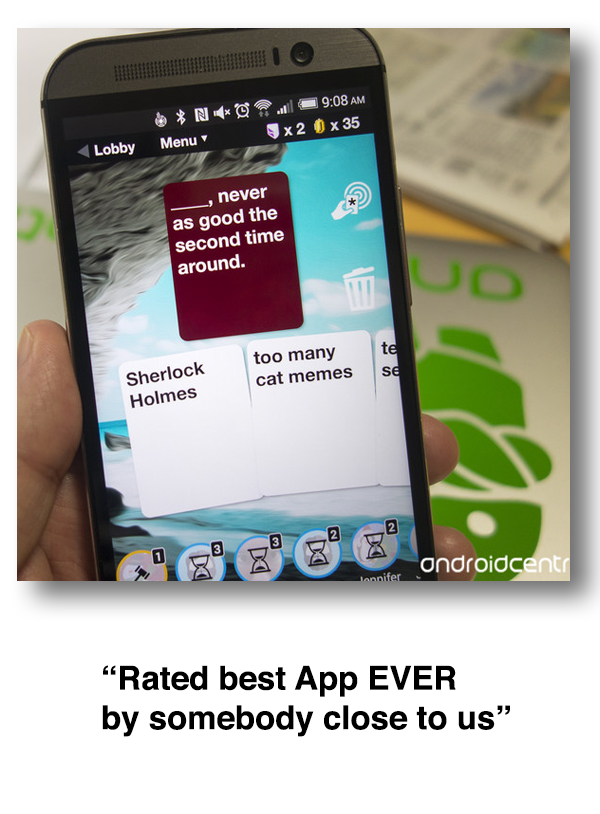 9:08 AM
Lobby
Menu
x 2
x 35
____, never
as good the
second time
around.
Sherlock
Holmes
too many
cat memes
te
se
1
3
3
2
2
Jennifer
UD
androidcentr
“Rated best App EVER
by somebody close to us”